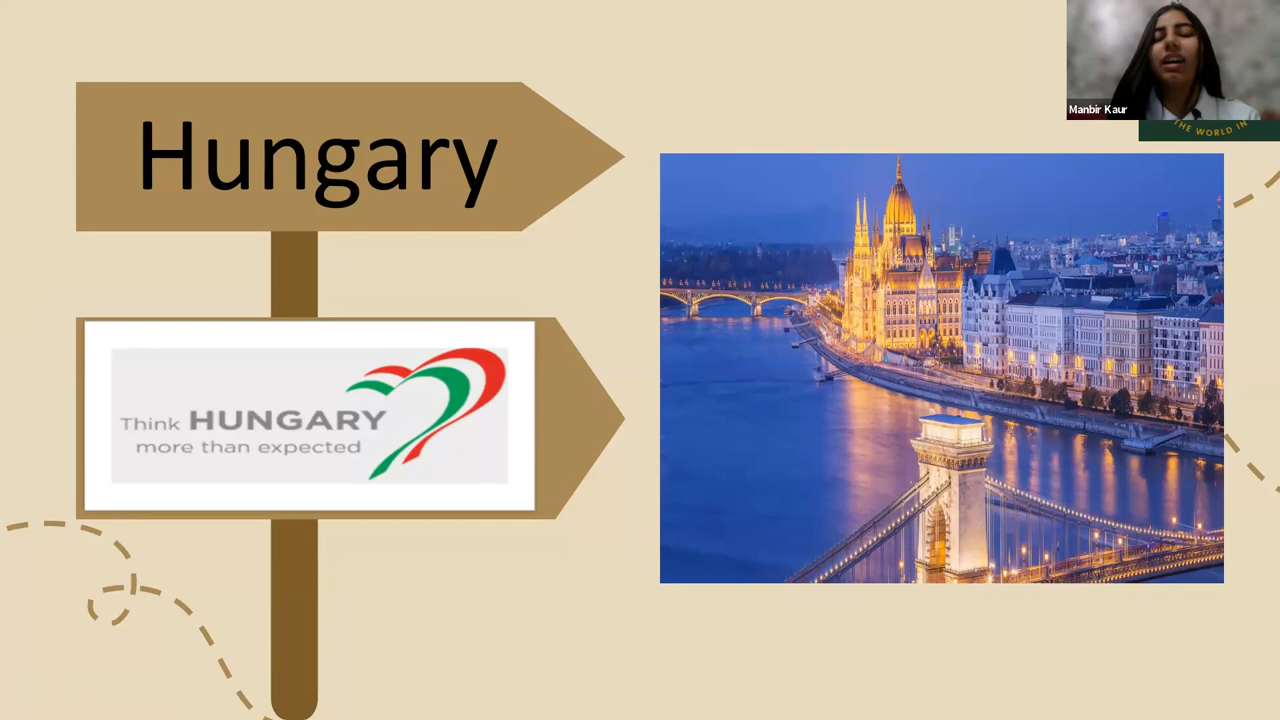 Hungary
Think HUNGARY
more than expected
Manbir Kaur
THE WORLD IN